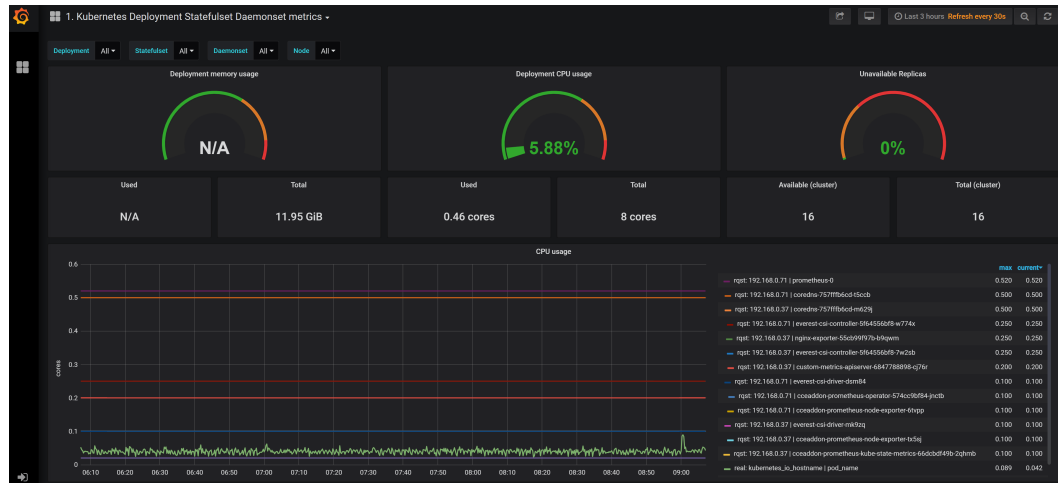 1. Kubernetes Deployment Statefulset Daemonset metrics
Last 3 hours Refresh every 30s
Deployment All Statefulset All Daemonset All Node All
Deployment memory usage
N/A
Deployment CPU usage
5.88%
Unavailable Replicas
0%
Used
N/A
Total
11.95 GiB
Used
0.46 cores
Total
8 cores
Available (cluster)
16
Total (cluster)
16
CPU usage
cores
0.6
0.5
0.4
0.3
0.2
0.1
0
06:10 06:20 06:30 06:40 06:50 07:00 07:10 07:20 07:30 07:40 07:50 08:00 08:10 08:20 08:30 08:40 08:50 09:00
max current
rqst: 192.168.0.71 | prometheus-0 0.520 0.520
rqst: 192.168.0.71 | coredns-757fffb6cd-t5ccb 0.500 0.500
rqst: 192.168.0.37 | coredns-757fffb6cd-m629j 0.500 0.500
rqst: 192.168.0.71 | everest-csi-controller-5f64556bf8-w774x 0.250 0.250
rqst: 192.168.0.37 | nginx-exporter-55cb99f97b-b9qwm 0.250 0.250
rqst: 192.168.0.37 | everest-csi-controller-5f64556bf8-7w2sb 0.250 0.250
rqst: 192.168.0.37 | custom-metrics-apiserver-6847788898-cj76r 0.200 0.200
rqst: 192.168.0.71 | everest-csi-driver-dsm84 0.100 0.100
rqst: 192.168.0.37 | cceaddon-prometheus-operator-574cc9bf84-jnctb 0.100 0.100
rqst: 192.168.0.71 | cceaddon-prometheus-node-exporter-6tvpp 0.100 0.100
rqst: 192.168.0.37 | everest-csi-driver-mk9zq 0.100 0.100
rqst: 192.168.0.37 | cceaddon-prometheus-node-exporter-tx5sj 0.100 0.100
rqst: 192.168.0.37 | cceaddon-prometheus-kube-state-metrics-66dcbdf49b-2qhmb 0.100 0.100
real: kubernetes_io_hostname | pod_name 0.089 0.042